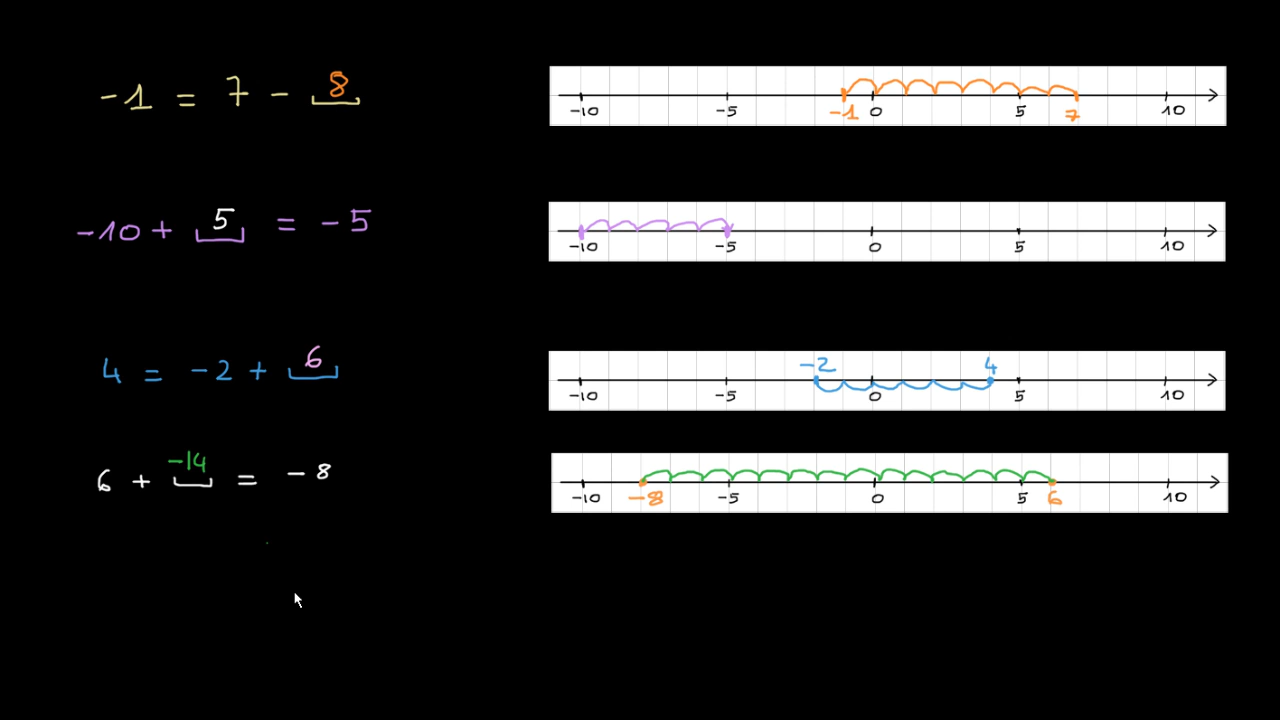 -1 = 7 - 8
-10 -5 0 5 10
-1 7
-10 + 5 = -5
-10 -5 0 5 10
4 = -2 + 6
-2 4
-10 -5 0 5 10
6 + -14 = -8
-10 -8 -5 0 5 6 10